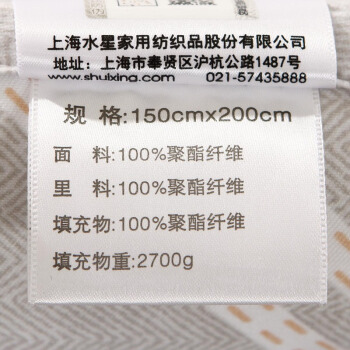 上海水星家用纺织品股份有限公司
地址：上海市奉贤区沪杭公路1487号
www.shuixing.com 021-57435888
规 格:150cmx200cm
面 料:100%聚酯纤维
里 料:100%聚酯纤维
填充物:100%聚酯纤维
填充物重:2700g